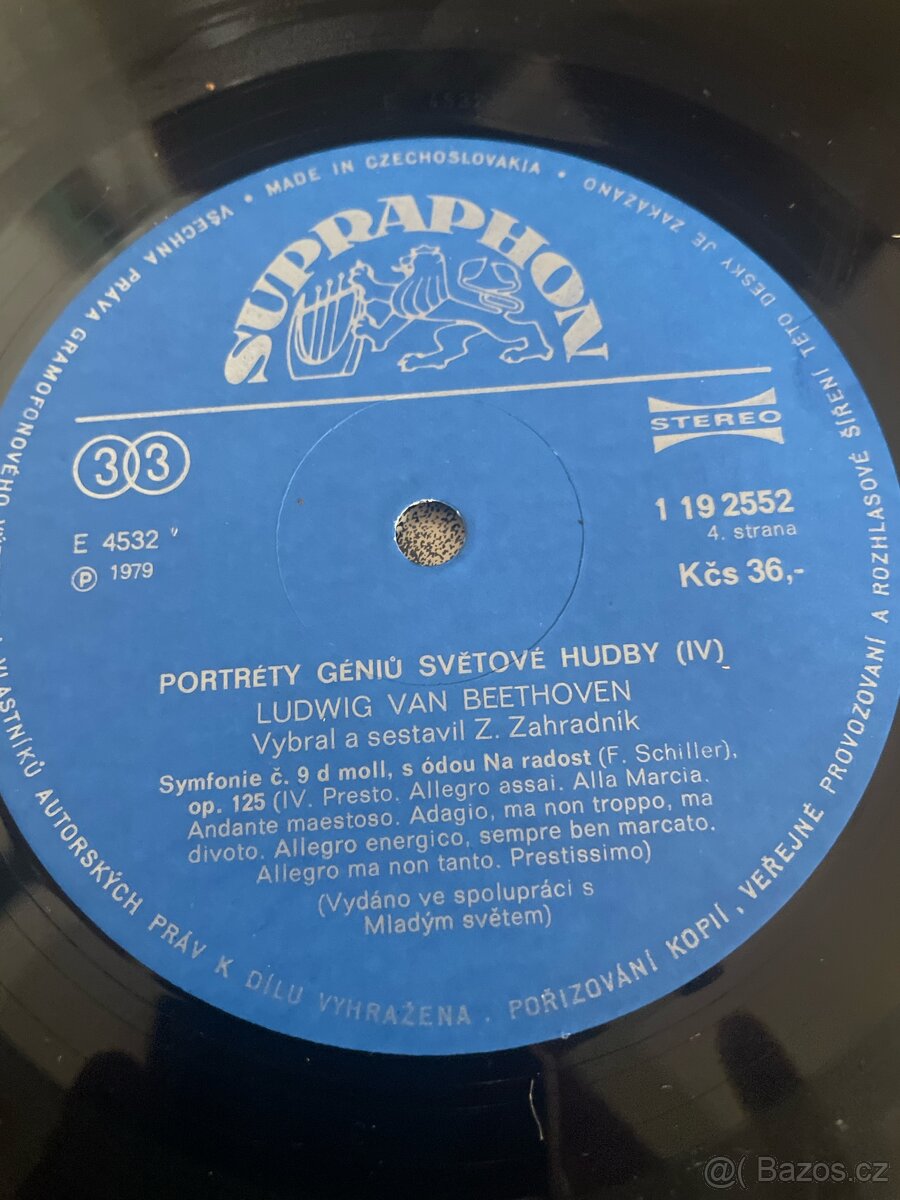 VŠECHNA PRÁVA GRAMOFONOVÉHO
MADE IN CZECHOSLOVAKIA
SUPRAPHON
33
STEREO
E 4532
Ⓟ 1979
1 19 2552
4. strana
Kčs 36,-
PORTRÉTY GÉNIŮ SVĚTOVÉ HUDBY (IV)
LUDWIG VAN BEETHOVEN
Vybral a sestavil Z. Zahradník
Symfonie č. 9 d moll, s ódou Na radost (F. Schiller),
op. 125 (IV. Presto. Allegro assai. Alla Marcia.
Andante maestoso. Adagio, ma non troppo, ma
divoto. Allegro energico, sempre ben marcato.
Allegro ma non tanto. Prestissimo)
(Vydáno ve spolupráci s
Mladým světem)
AUTORSKÝCH PRÁV K DÍLU VYHRAŽENA . POŘIZOVÁNÍ KOPIÍ, VEŘEJNÉ PROVOZOVÁNÍ A ROZHLASOVÉ ŠÍŘENÍ TÉTO DESKY JE ZAKÁZANO
@( Bazoš.cz